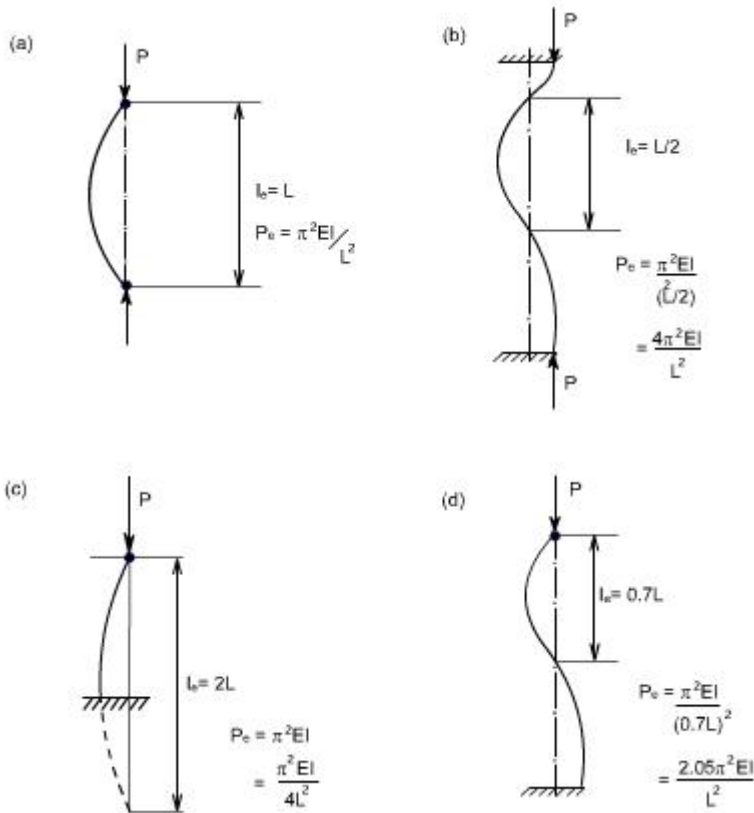 (a)
P
lₑ= L
Pₑ = π²EI/L²
(b)
P
lₑ= L/2
Pₑ = π²EI
2
(L/2)
= 4π²EI
L²
P
(c)
P
lₑ= 2L
Pₑ = π²EI
= π²EI
4L²
(d)
P
lₑ= 0.7L
Pₑ = π²EI
(0.7L)²
= 2.05π²EI
L²